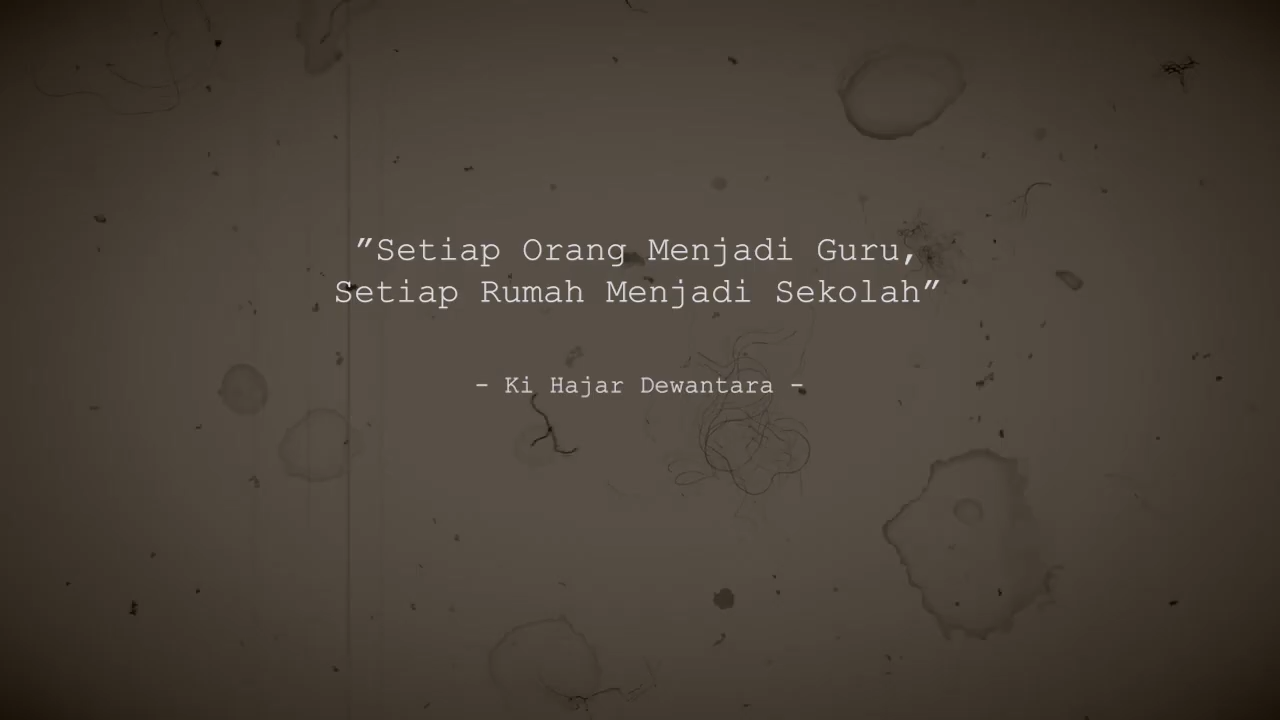 ”Setiap Orang Menjadi Guru,
Setiap Rumah Menjadi Sekolah”
- Ki Hajar Dewantara -